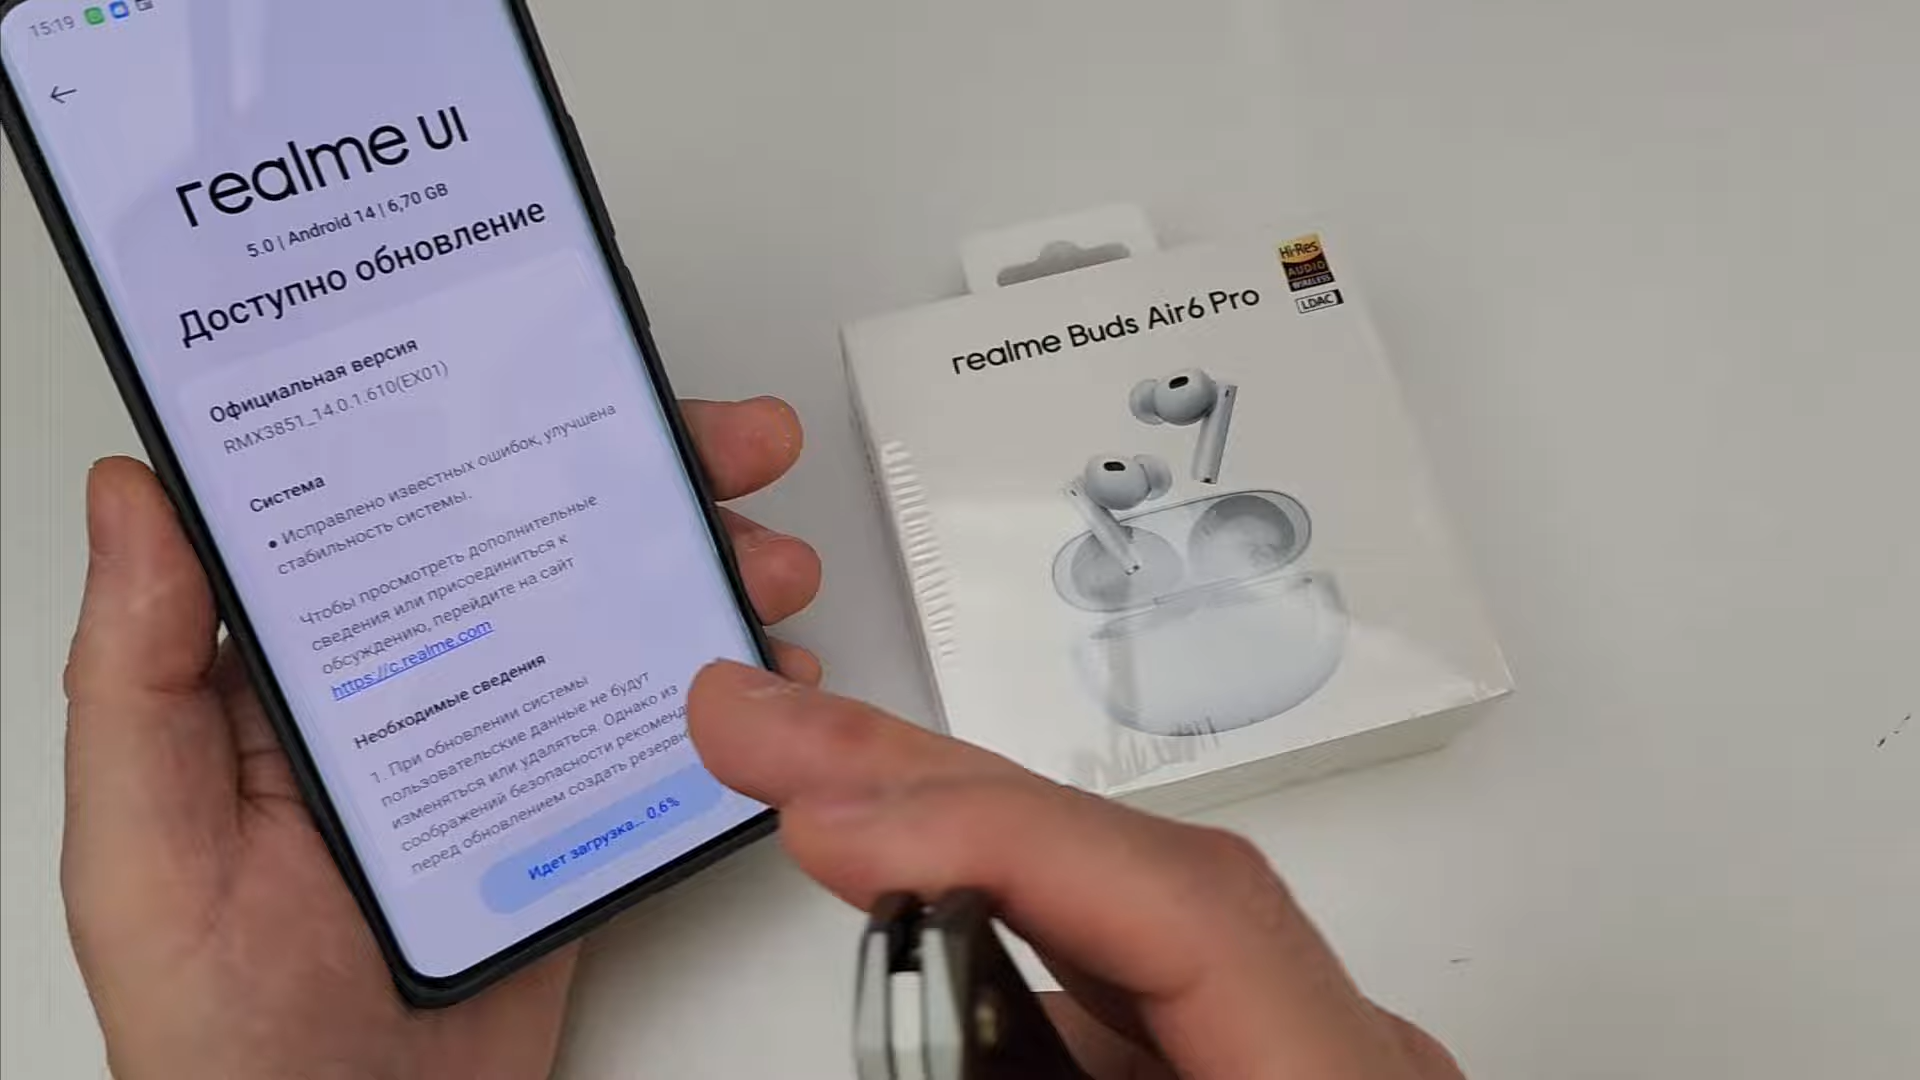 15:19
realme UI
5.0 | Android 14 | 6,70 GB
Доступно обновление
Официальная версия
RMX3851_14.0.1.610(EX01)
Система
• Исправлено известных ошибок, улучшена
стабильность системы.
Чтобы просмотреть дополнительные
сведения или присоединиться к
обсуждению, перейдите на сайт
https://c.realme.com
Необходимые сведения
1. При обновлении системы
пользовательские данные не будут
изменяться или удаляться. Однако из
соображений безопасности рекоменд
перед обновлением создать резервн
Идет загрузка... 0,6%
realme Buds Air6 Pro
Hi-Res
AUDIO
WIRELESS
LDAC